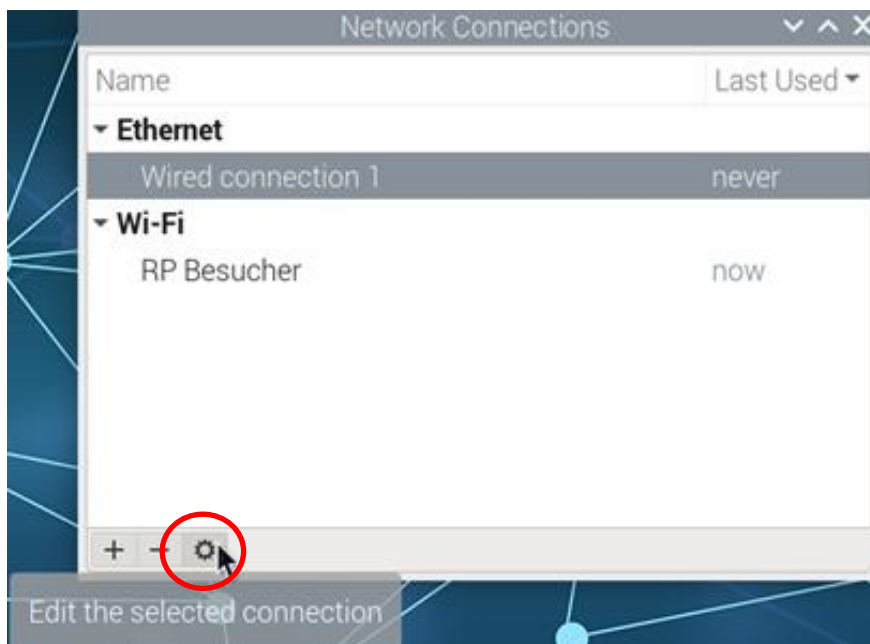 Network Connections
Name Last Used
Ethernet
Wired connection 1 never
Wi-Fi
RP Besucher now
Edit the selected connection